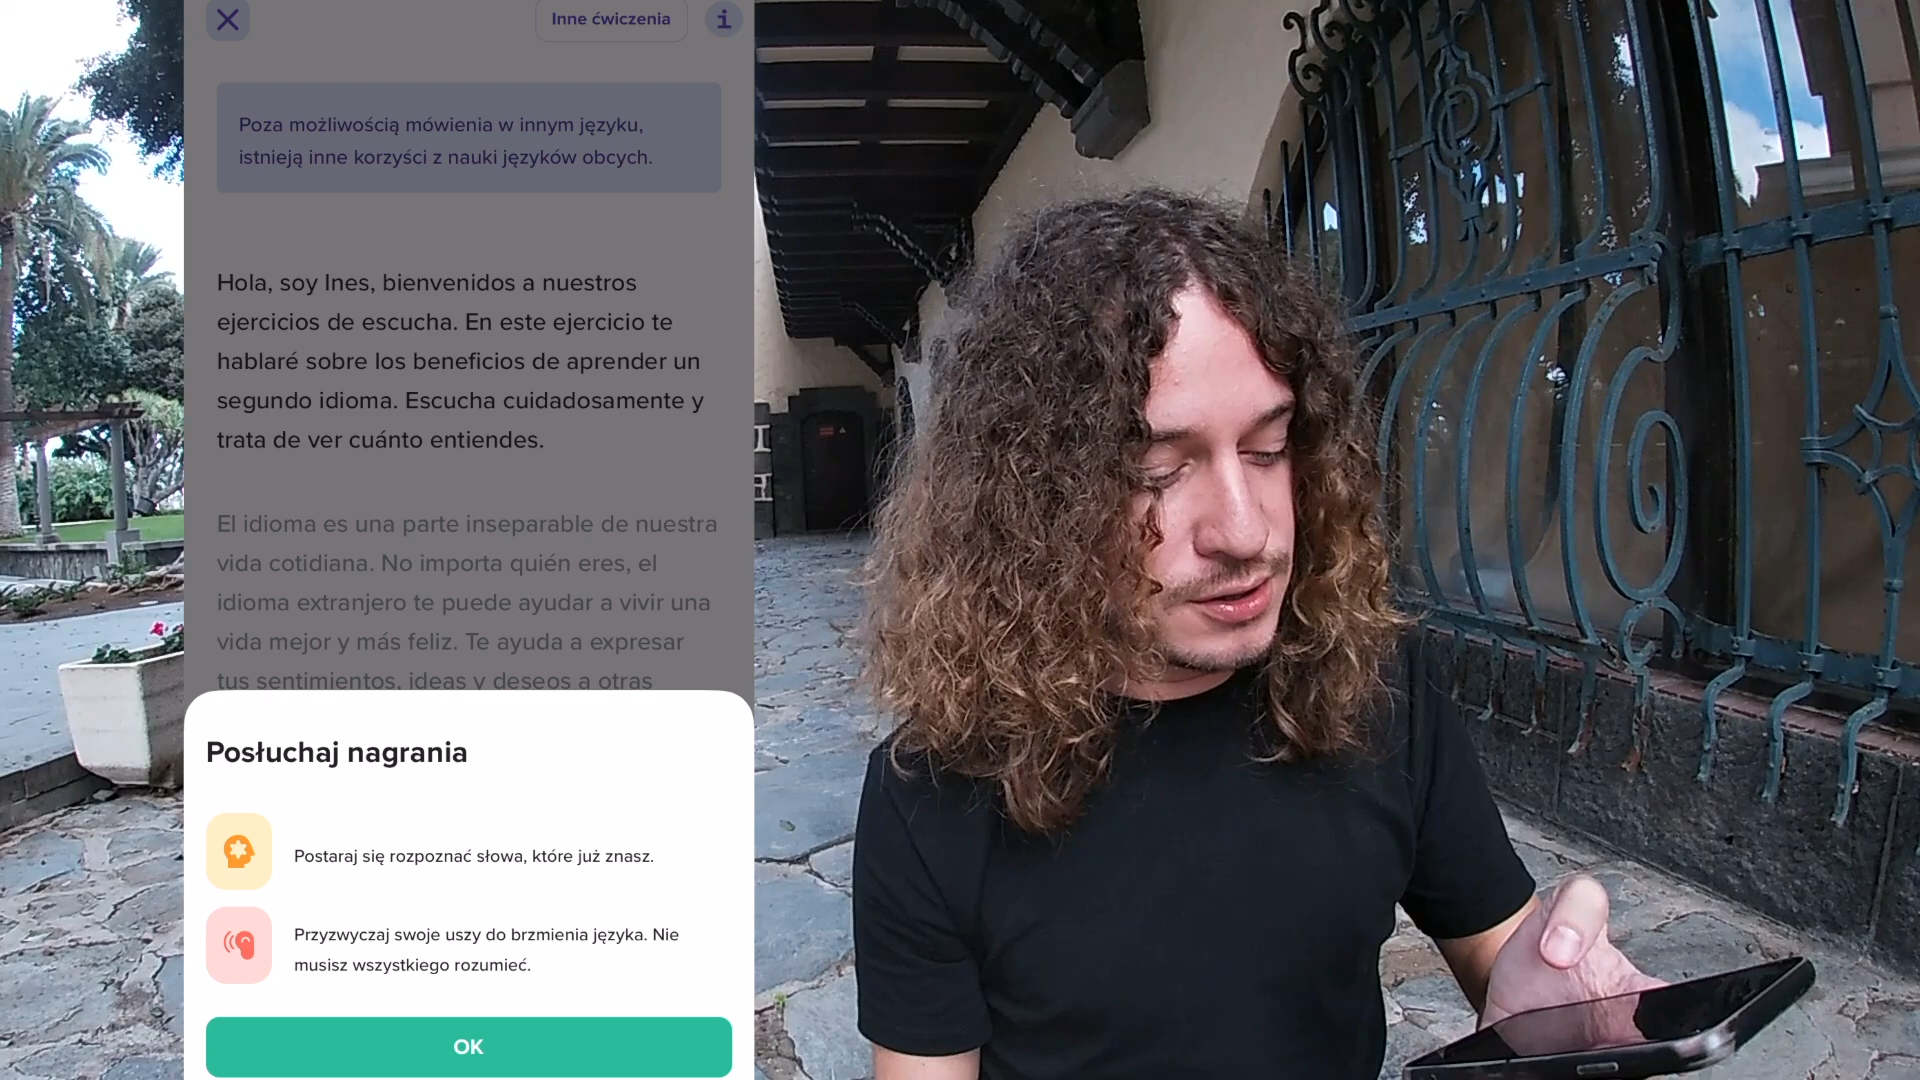 Inne ćwiczenia
Poza możliwością mówienia w innym języku,
istnieją inne korzyści z nauki języków obcych.
Hola, soy Ines, bienvenidos a nuestros
ejercicios de escucha. En este ejercicio te
hablaré sobre los beneficios de aprender un
segundo idioma. Escucha cuidadosamente y
trata de ver cuánto entiendes.
El idioma es una parte inseparable de nuestra
vida cotidiana. No importa quién eres, el
idioma extranjero te puede ayudar a vivir una
vida mejor y más feliz. Te ayuda a expresar
tus sentimientos, ideas y deseos a otras
Posłuchaj nagrania
Postaraj się rozpoznać słowa, które już znasz.
Przyzwyczaj swoje uszy do brzmienia języka. Nie
musisz wszystkiego rozumieć.
OK